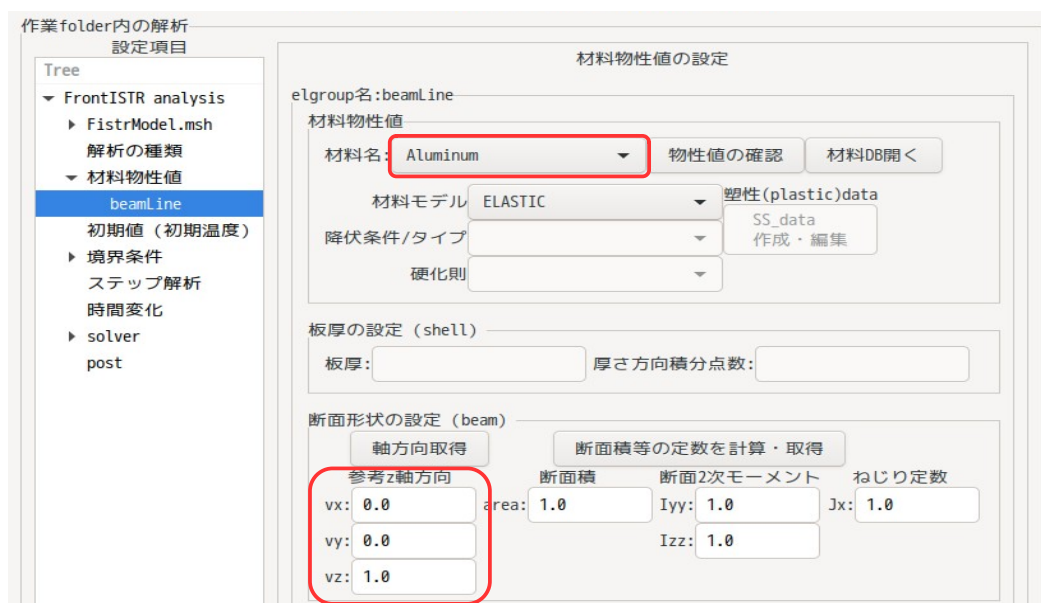 作業folder内の解析
設定項目
Tree
FrontISTR analysis
FistrModel.msh
解析の種類
材料物性値
beamLine
初期値 (初期温度)
境界条件
ステップ解析
時間変化
solver
post
材料物性値の設定
elgroup名:beamLine
材料物性値
材料名: Aluminum 物性値の確認 材料DB開く
材料モデル ELASTIC 塑性(plastic)data
降伏条件/タイプ SS_data
作成・編集
硬化則
板厚の設定 (shell)
板厚: 厚さ方向積分点数:
断面形状の設定 (beam)
軸方向取得 断面積等の定数を計算・取得
参考z軸方向 断面積 断面2次モーメント ねじり定数
vx: 0.0 area: 1.0 Iyy: 1.0 Jx: 1.0
vy: 0.0 Izz: 1.0
vz: 1.0